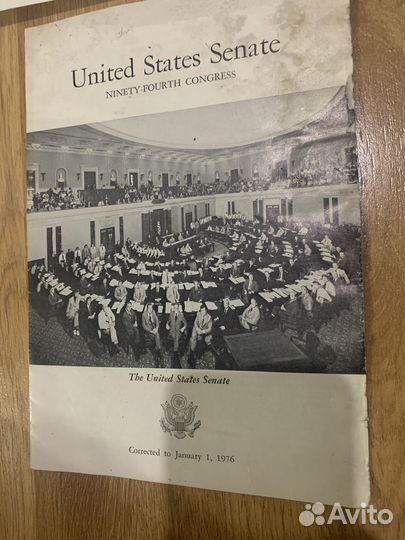 United States Senate
NINETY-FOURTH CONGRESS
The United States Senate
Corrected to January 1, 1976
Avito